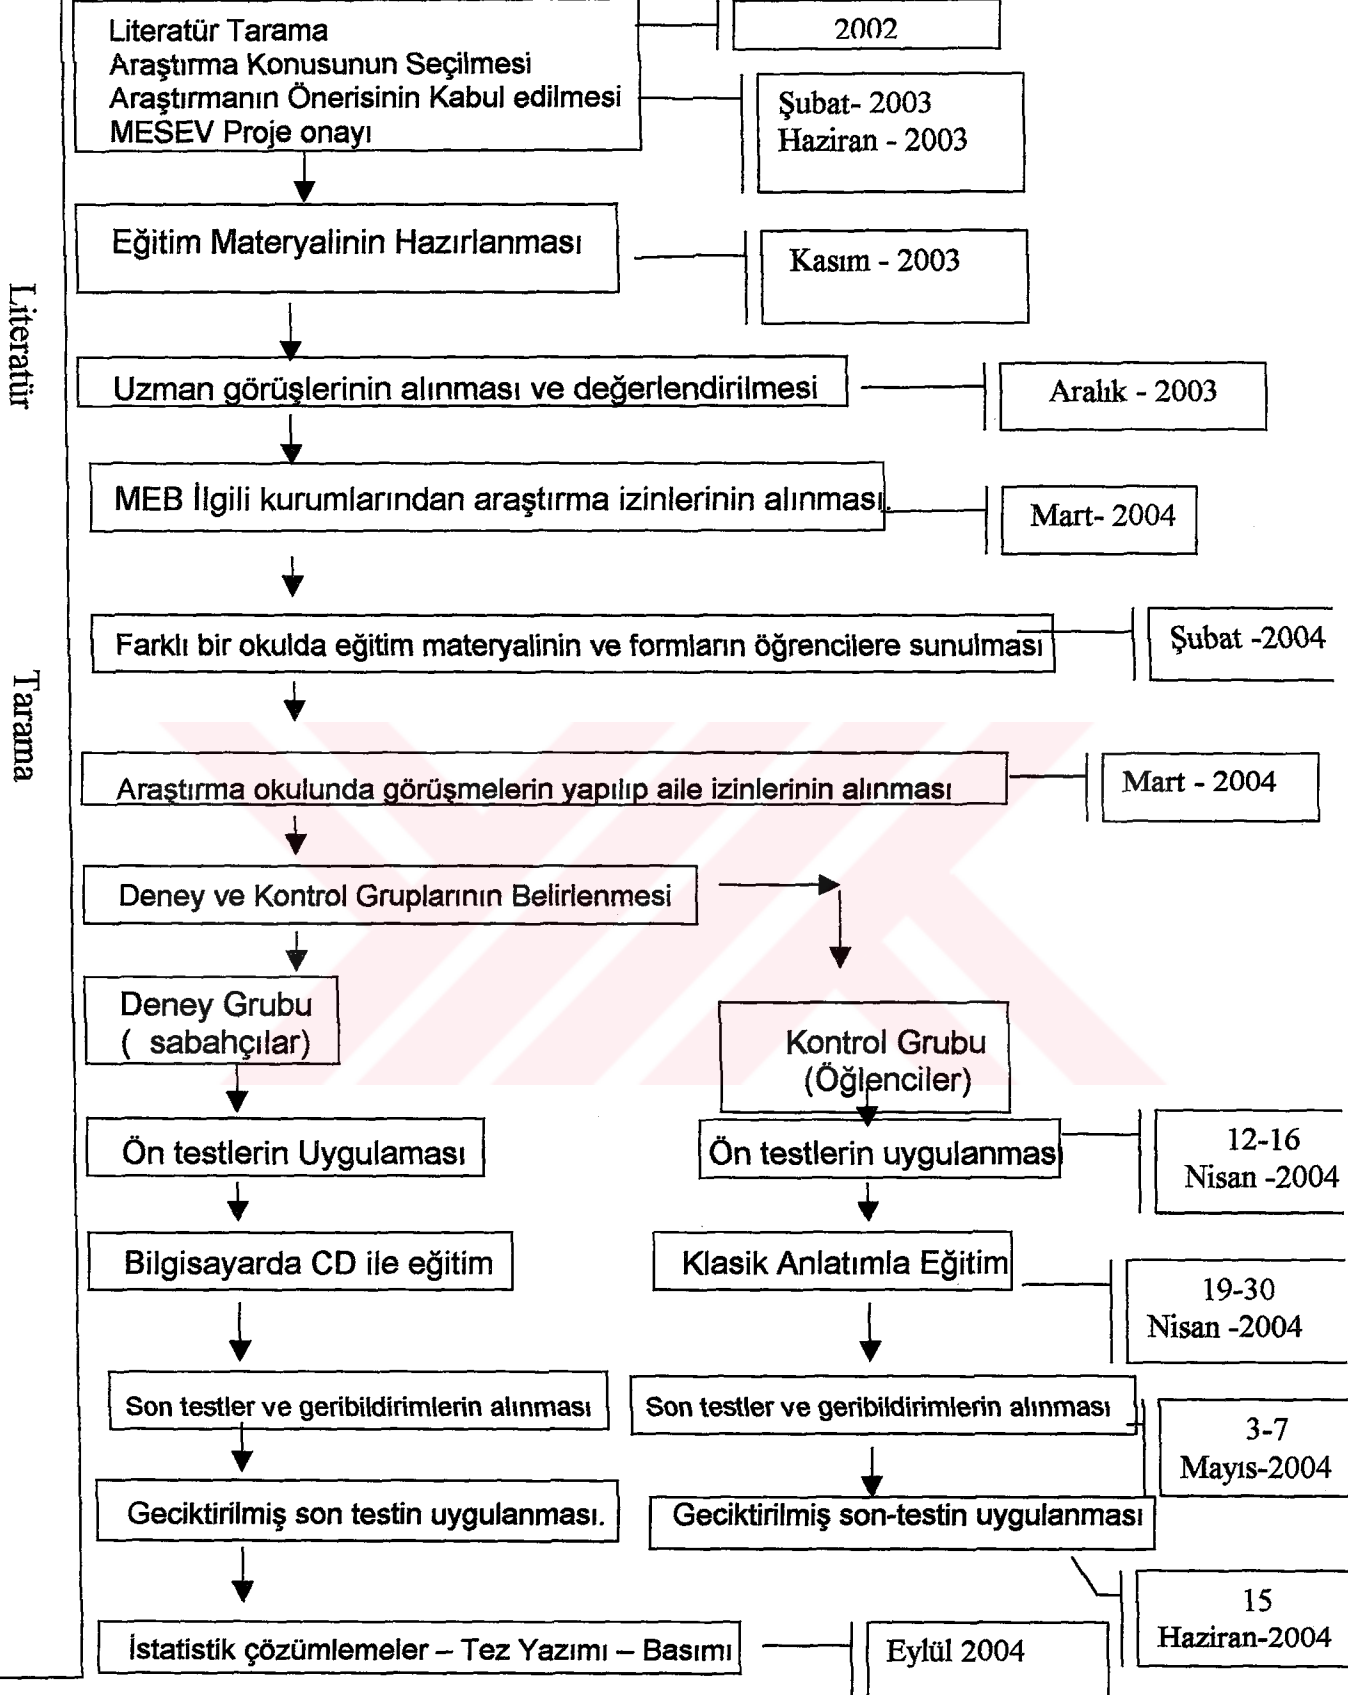 Literatür Tarama
2002
Araştırma Konusunun Seçilmesi
Araştırmanın Önerisinin Kabul edilmesi
MESEV Proje onayı
Şubat- 2003
Haziran - 2003
Eğitim Materyalinin Hazırlanması
Kasım - 2003
Literatür
Uzman görüşlerinin alınması ve değerlendirilmesi
Aralık - 2003
MEB İlgili kurumlarından araştırma izinlerinin alınması.
Mart- 2004
Farklı bir okulda eğitim materyalinin ve formların öğrencilere sunulması
Şubat -2004
Tarama
Araştırma okulunda görüşmelerin yapılıp aile izinlerinin alınması
Mart - 2004
Deney ve Kontrol Gruplarının Belirlenmesi
Deney Grubu
( sabahçılar)
Kontrol Grubu
(Öğlenciler)
Ön testlerin Uygulaması
Ön testlerin uygulanması
12-16
Nisan -2004
Bilgisayarda CD ile eğitim
Klasik Anlatımla Eğitim
19-30
Nisan -2004
Son testler ve geribildirimlerin alınması
Son testler ve geribildirimlerin alınması
3-7
Mayıs-2004
Geciktirilmiş son testin uygulanması.
Geciktirilmiş son-testin uygulanması
15
Haziran-2004
İstatistik çözümlemeler – Tez Yazımı – Basımı
Eylül 2004